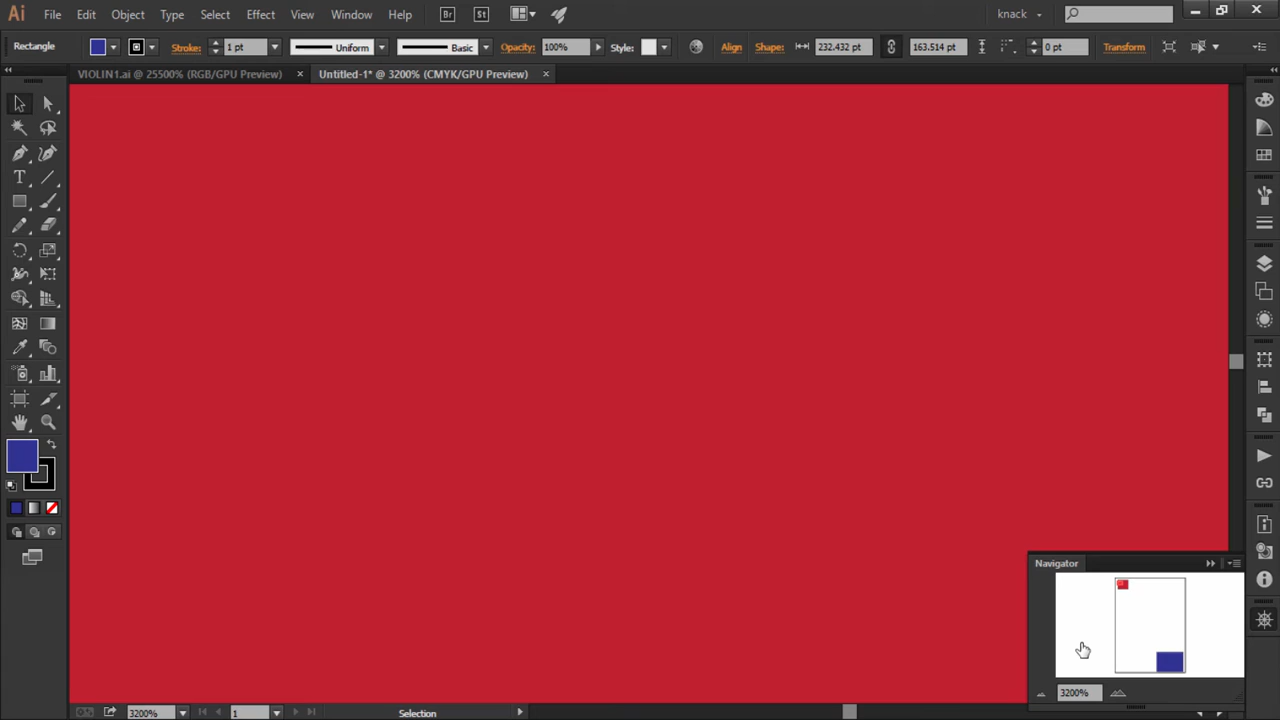 Ai File Edit Object Type Select Effect View Window Help Br St knack
Rectangle Stroke: 1 pt Uniform Basic Opacity: 100% Style: Align Shape: 232.432 pt 163.514 pt 0 pt Transform
VIOLIN1.ai @ 25500% (RGB/GPU Preview) × Untitled-1* @ 3200% (CMYK/GPU Preview) ×
T
Navigator
3200%
3200% 1 Selection